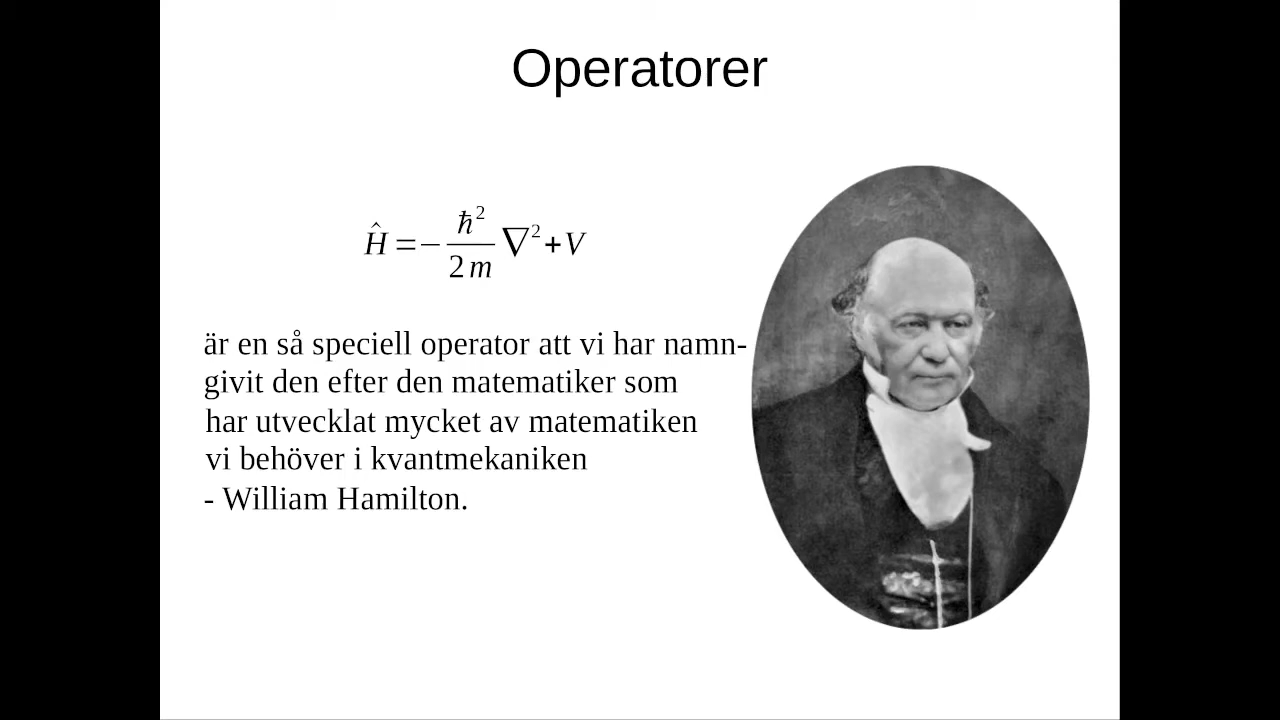 Operatorer
Ĥ = − ℏ² / 2 m ∇² + V
är en så speciell operator att vi har namn-
givit den efter den matematiker som
har utvecklat mycket av matematiken
vi behöver i kvantmekaniken
- William Hamilton.